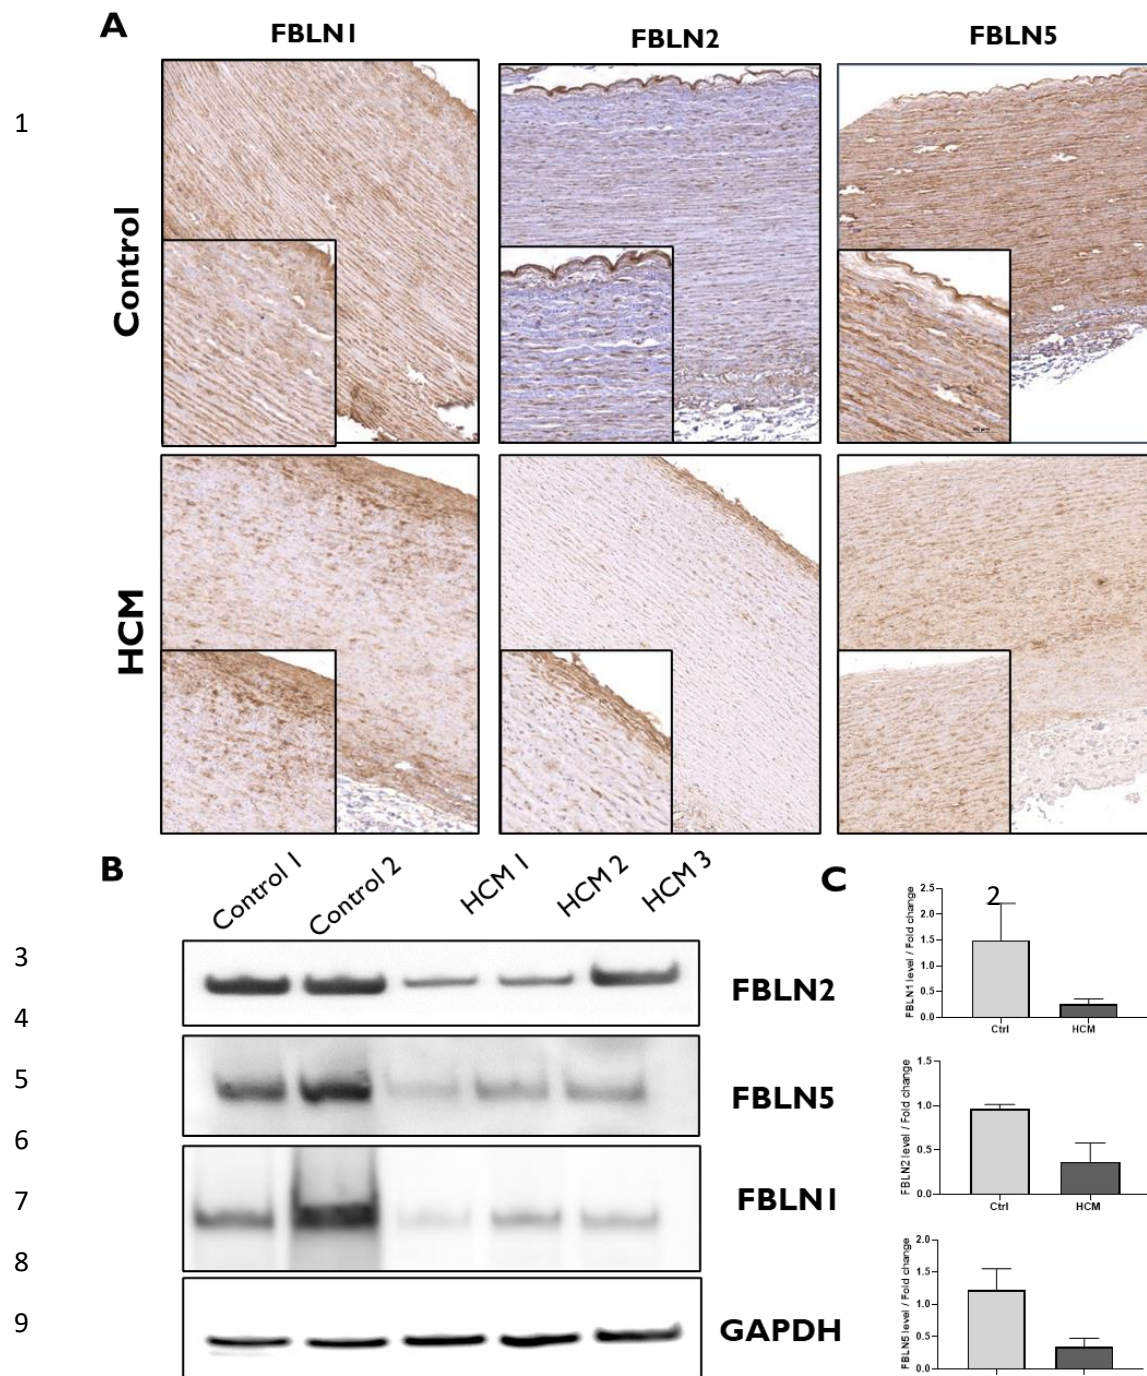 A
FBLN1 FBLN2 FBLN5
1
Control
HCM
B
Control 1 Control 2 HCM 1 HCM 2 HCM 3
3
FBLN2
4
5
FBLN5
6
7
FBLN1
8
9
GAPDH
C
2
FBLN1 level / Fold change
2.5
2.0
1.5
1.0
0.5
0.0
Ctrl HCM
FBLN2 level / Fold change
1.5
1.0
0.5
0.0
Ctrl HCM
FBLN5 level / Fold change
2.0
1.5
1.0
0.5
0.0